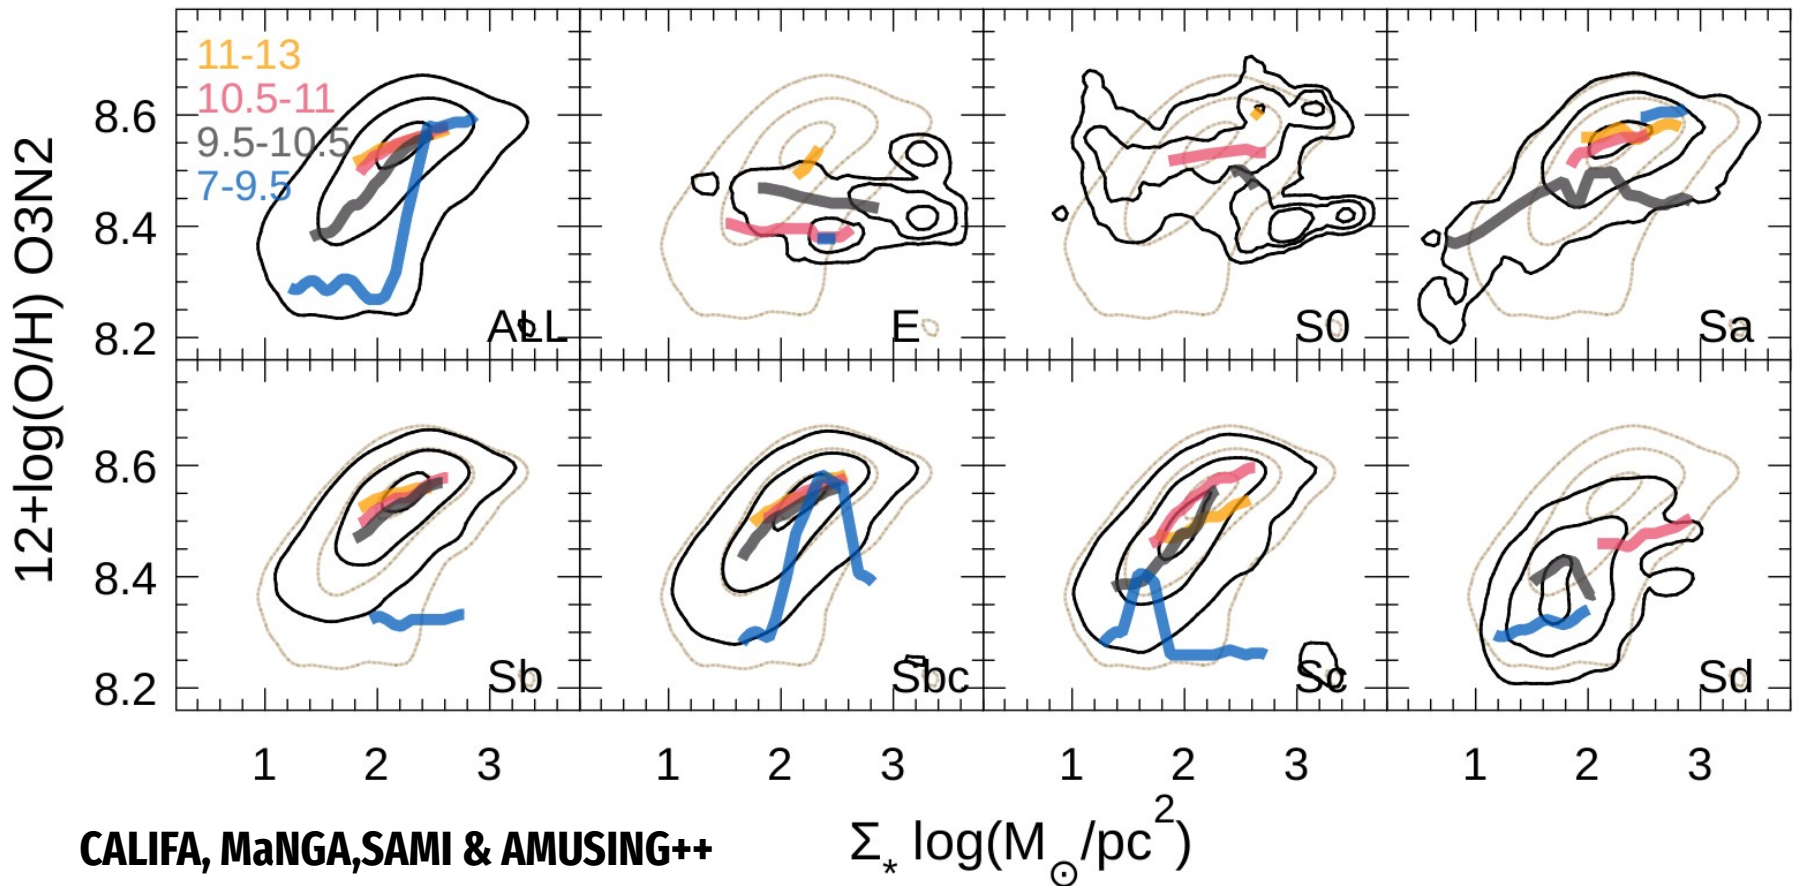 11-13
10.5-11
9.5-10.5
7-9.5
12+log(O/H) O3N2
8.6
8.4
8.2
ALL
E
S0
Sa
8.6
8.4
8.2
Sb
Sbc
Sc
Sd
1 2 3 1 2 3 1 2 3 1 2 3
Σ* log(M⊙/pc²)
CALIFA, MaNGA,SAMI & AMUSING++